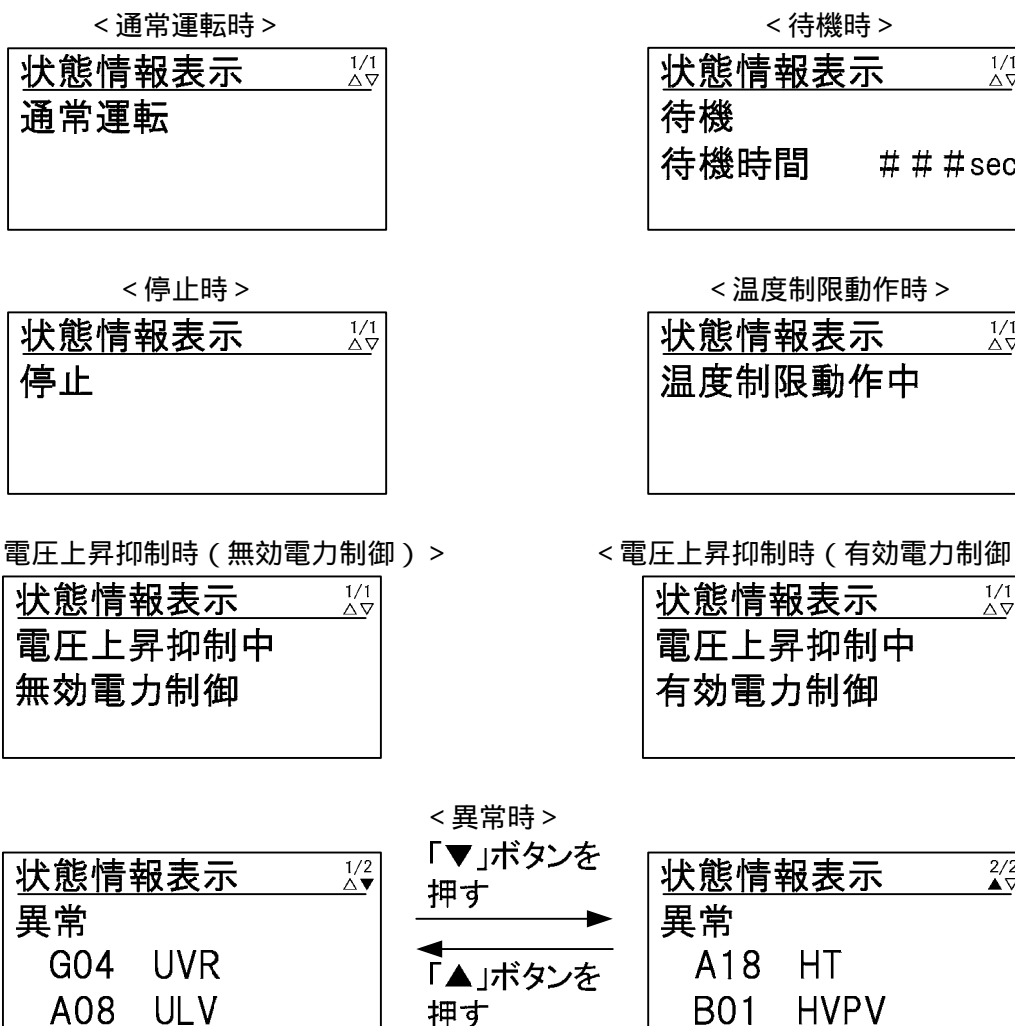 ＜通常運転時＞
状態情報表示 1/1
△▽
通常運転
＜待機時＞
状態情報表示 1/1
△▽
待機
待機時間 ＃＃＃sec
＜停止時＞
状態情報表示 1/1
△▽
停止
＜温度制限動作時＞
状態情報表示 1/1
△▽
温度制限動作中
電圧上昇抑制時（無効電力制御）＞
状態情報表示 1/1
△▽
電圧上昇抑制中
無効電力制御
＜電圧上昇抑制時（有効電力制御
状態情報表示 1/1
△▽
電圧上昇抑制中
有効電力制御
＜異常時＞
状態情報表示 1/2
△▼
異常
G04 UVR
A08 ULV
「▼」ボタンを
押す
「▲」ボタンを
押す
状態情報表示 2/2
▲▽
異常
A18 HT
B01 HVPV